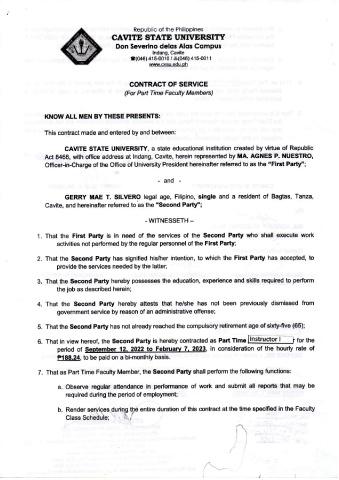 Republic of the Philippines
CAVITE STATE UNIVERSITY
Don Severino delas Alas Campus
Indang, Cavite
☎(046) 415-0010 / (046) 415-0011
www.cvsu.edu.ph
CONTRACT OF SERVICE
(For Part Time Faculty Members)
KNOW ALL MEN BY THESE PRESENTS:
This contract made and entered by and between:
CAVITE STATE UNIVERSITY, a state educational institution created by virtue of Republic
Act 8468, with office address at Indang, Cavite, herein represented by MA. AGNES P. NUESTRO,
Officer-in-Charge of the Office of University President hereinafter referred to as the "First Party";
- and -
GERRY MAE T. SILVERO legal age, Filipino, single and a resident of Bagtas, Tanza,
Cavite, and hereinafter referred to as the "Second Party";
- WITNESSETH –
1. That the First Party is in need of the services of the Second Party who shall execute work
activities not performed by the regular personnel of the First Party;
2. That the Second Party has signified his/her intention, to which the First Party has accepted, to
provide the services needed by the latter;
3. That the Second Party hereby possesses the education, experience and skills required to perform
the job as described herein;
4. That the Second Party hereby attests that he/she has not been previously dismissed from
government service by reason of an administrative offense;
5. That the Second Party has not already reached the compulsory retirement age of sixty-five (65);
6. That in view hereof, the Second Party is hereby contracted as Part Time Instructor I r for the
period of September 12, 2022 to February 7, 2023, in consideration of the hourly rate of
₱188.24, to be paid on a bi-monthly basis.
7. That as Part Time Faculty Member, the Second Party shall perform the following functions:
a. Observe regular attendance in performance of work and submit all reports that may be
required during the period of employment;
b. Render services during the entire duration of this contract at the time specified in the Faculty
Class Schedule;